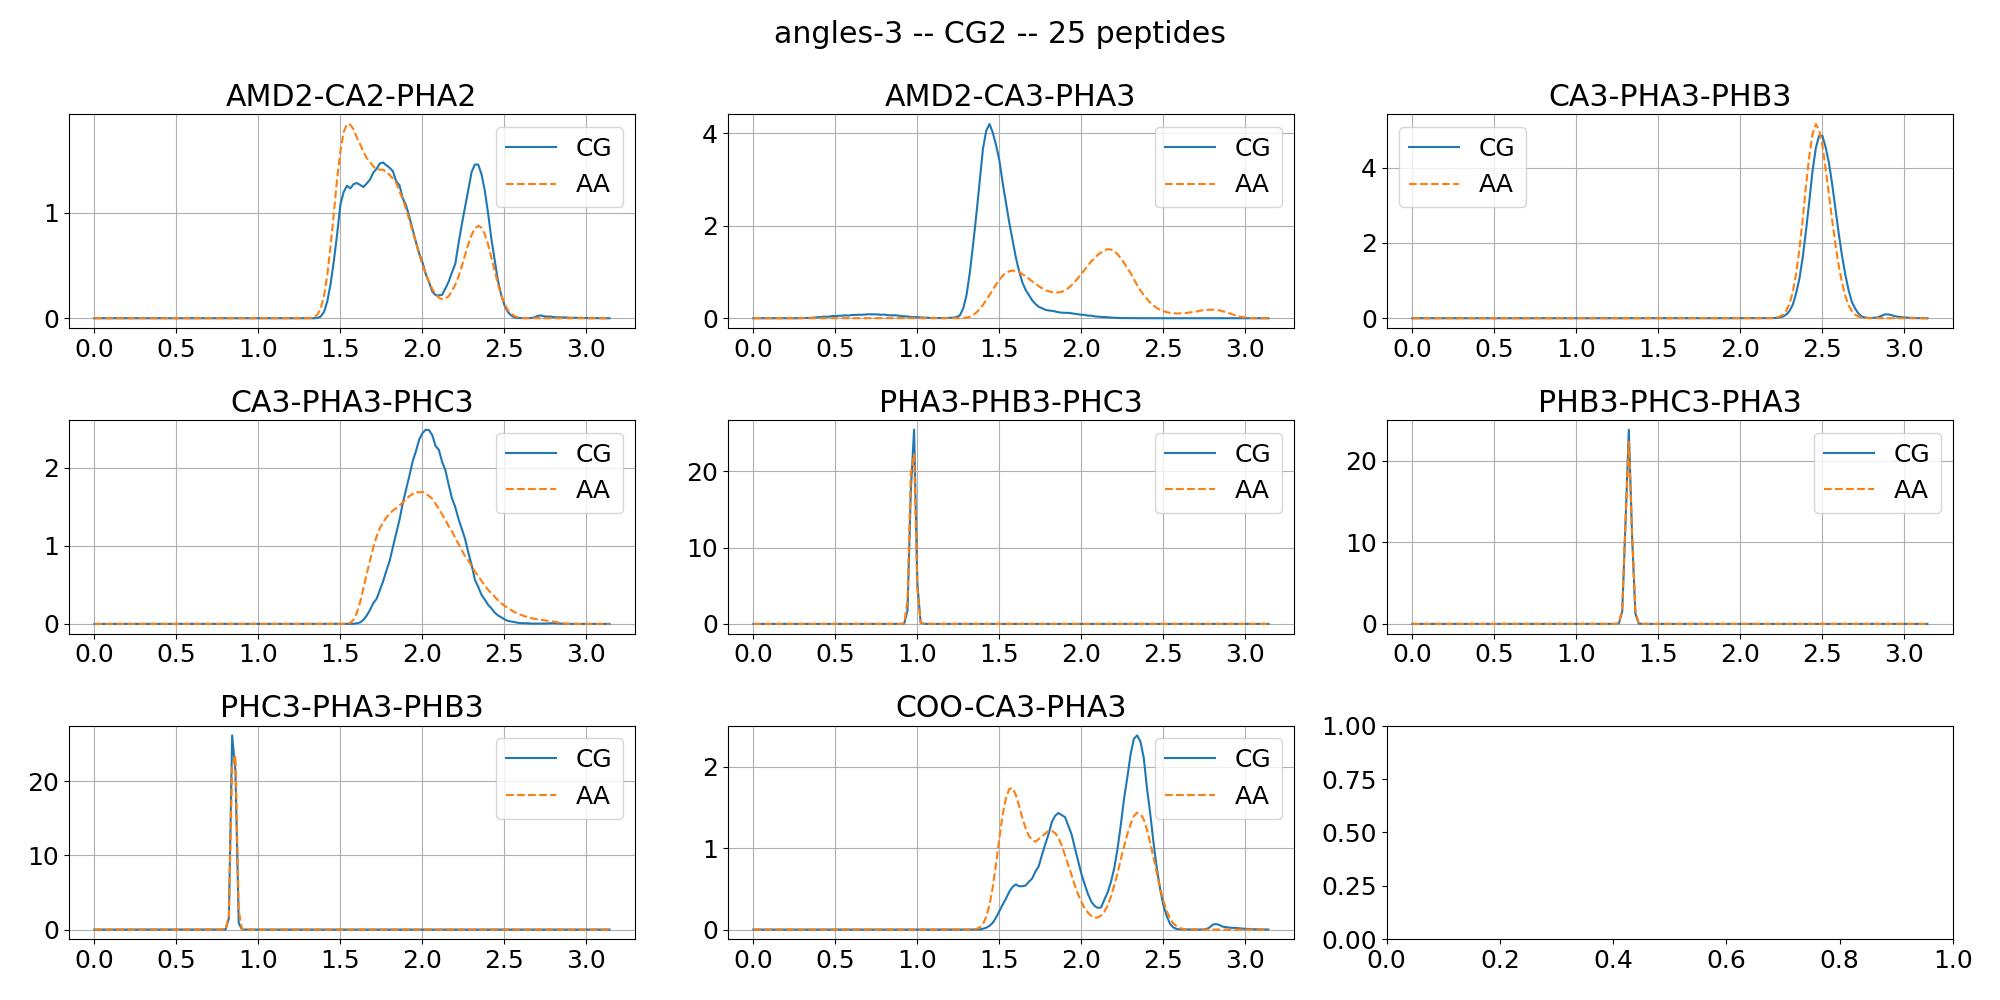 angles-3 -- CG2 -- 25 peptides
AMD2-CA2-PHA2
CG
AA
1
0
0.0 0.5 1.0 1.5 2.0 2.5 3.0
AMD2-CA3-PHA3
CG
AA
4
2
0
0.0 0.5 1.0 1.5 2.0 2.5 3.0
CA3-PHA3-PHB3
CG
AA
4
2
0
0.0 0.5 1.0 1.5 2.0 2.5 3.0
CA3-PHA3-PHC3
CG
AA
2
1
0
0.0 0.5 1.0 1.5 2.0 2.5 3.0
PHA3-PHB3-PHC3
CG
AA
20
10
0
0.0 0.5 1.0 1.5 2.0 2.5 3.0
PHB3-PHC3-PHA3
CG
AA
20
10
0
0.0 0.5 1.0 1.5 2.0 2.5 3.0
PHC3-PHA3-PHB3
CG
AA
20
10
0
0.0 0.5 1.0 1.5 2.0 2.5 3.0
COO-CA3-PHA3
CG
AA
2
1
0
0.0 0.5 1.0 1.5 2.0 2.5 3.0
1.00
0.75
0.50
0.25
0.00
0.0 0.2 0.4 0.6 0.8 1.0